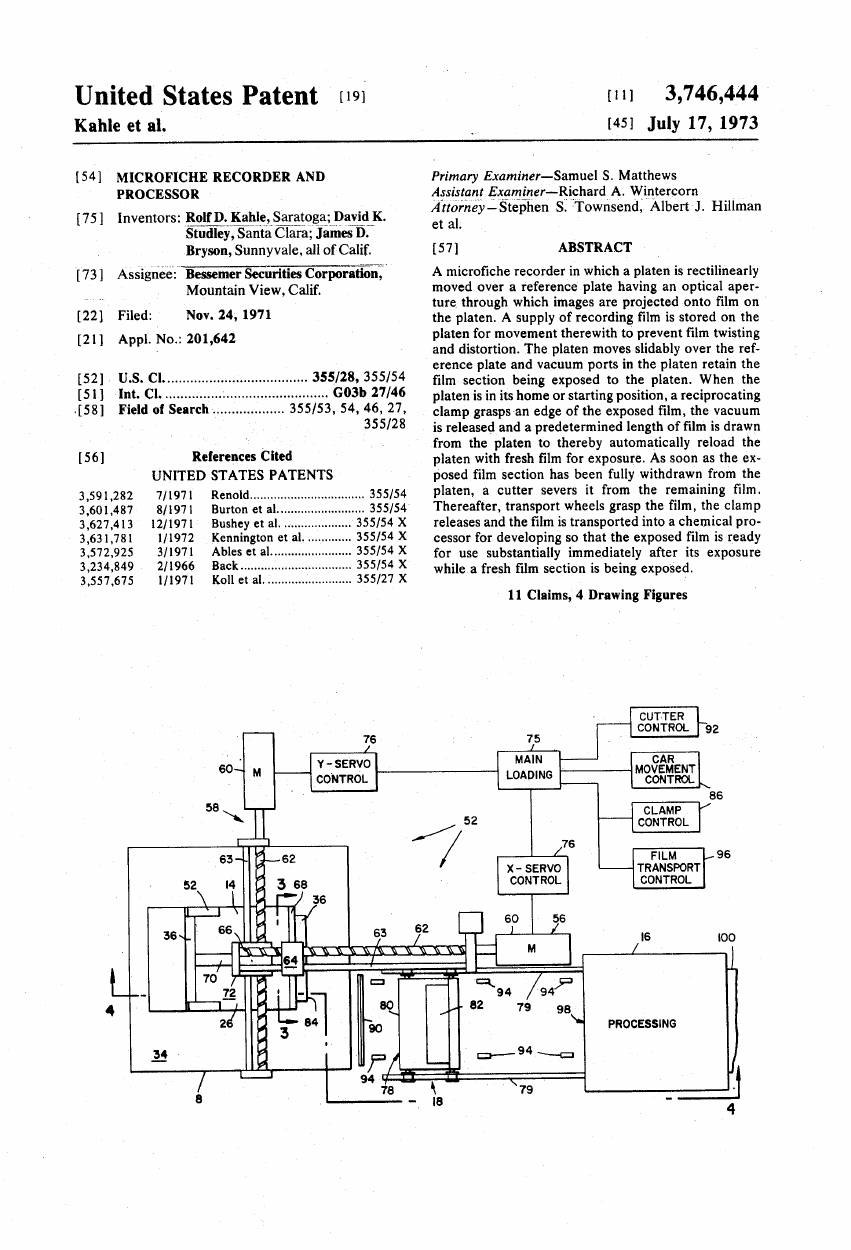 United States Patent [19]
[11] 3,746,444
Kahle et al.
[45] July 17, 1973
[54] MICROFICHE RECORDER AND
PROCESSOR
[75] Inventors: Rolf D. Kahle, Saratoga; David K.
Studley, Santa Clara; James D.
Bryson, Sunnyvale, all of Calif.
[73] Assignee: Bessemer Securities Corporation,
Mountain View, Calif.
[22] Filed: Nov. 24, 1971
[21] Appl. No.: 201,642
[52] U.S. Cl. .................................... 355/28, 355/54
[51] Int. Cl. .......................................... G03b 27/46
[58] Field of Search ................... 355/53, 54, 46, 27,
355/28
[56] References Cited
UNITED STATES PATENTS
3,591,282 7/1971 Renold.................................. 355/54
3,601,487 8/1971 Burton et al........................... 355/54
3,627,413 12/1971 Bushey et al. ..................... 355/54 X
3,631,781 1/1972 Kennington et al. .............. 355/54 X
3,572,925 3/1971 Ables et al......................... 355/54 X
3,234,849 2/1966 Back................................... 355/54 X
3,557,675 1/1971 Koll et al. .......................... 355/27 X
Primary Examiner—Samuel S. Matthews
Assistant Examiner—Richard A. Wintercorn
Attorney—Stephen S. Townsend, Albert J. Hillman
et al.
[57] ABSTRACT
A microfiche recorder in which a platen is rectilinearly
moved over a reference plate having an optical aper-
ture through which images are projected onto film on
the platen. A supply of recording film is stored on the
platen for movement therewith to prevent film twisting
and distortion. The platen moves slidably over the ref-
erence plate and vacuum ports in the platen retain the
film section being exposed to the platen. When the
platen is in its home or starting position, a reciprocating
clamp grasps an edge of the exposed film, the vacuum
is released and a predetermined length of film is drawn
from the platen to thereby automatically reload the
platen with fresh film for exposure. As soon as the ex-
posed film section has been fully withdrawn from the
platen, a cutter severs it from the remaining film.
Thereafter, transport wheels grasp the film, the clamp
releases and the film is transported into a chemical pro-
cessor for developing so that the exposed film is ready
for use substantially immediately after its exposure
while a fresh film section is being exposed.
11 Claims, 4 Drawing Figures
CUTTER
CONTROL
92
76
75
60
M
Y-SERVO
CONTROL
MAIN
LOADING
CAR
MOVEMENT
CONTROL
86
58
52
CLAMP
CONTROL
76
63
62
X-SERVO
CONTROL
FILM
TRANSPORT
CONTROL
96
52
14
3
68
36
36
66
63
62
60
56
M
16
100
64
70
72
4
26
84
3
80
82
94
94
79
98
PROCESSING
90
34
94
94
78
18
79
8
4